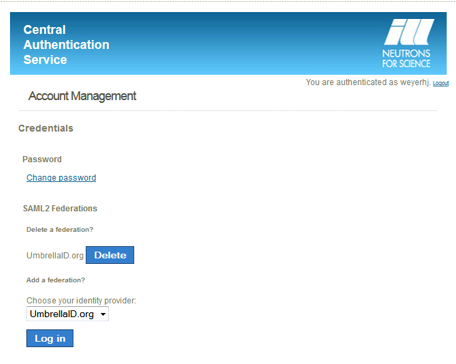 Central
Authentication
Service
NEUTRONS
FOR SCIENCE
You are authenticated as weyerhj. Logout
Account Management
Credentials
Password
Change password
SAML2 Federations
Delete a federation?
UmbrellaID.org Delete
Add a federation?
Choose your identity provider:
UmbrellaID.org
Log in